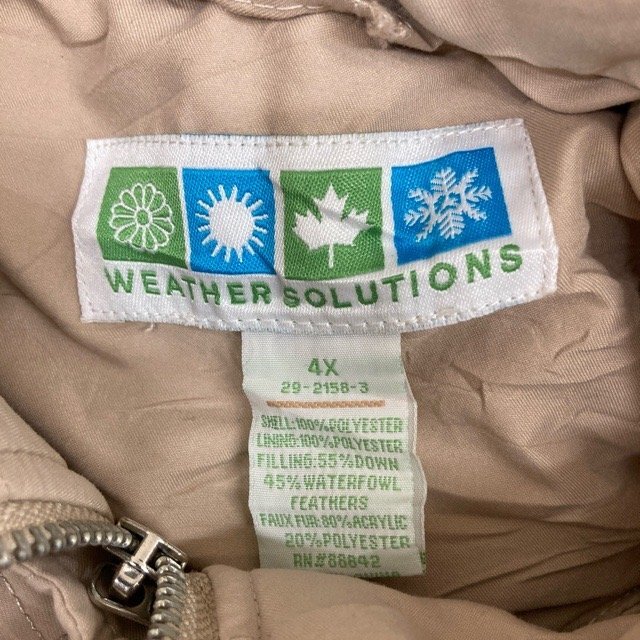 WEATHER SOLUTIONS
4X
29-2158-3
SHELL:100%POLYESTER
LINING:100%POLYESTER
FILLING:55%DOWN
45%WATERFOWL
FEATHERS
FAUX FUR:80%ACRYLIC
20%POLYESTER
RN#88842